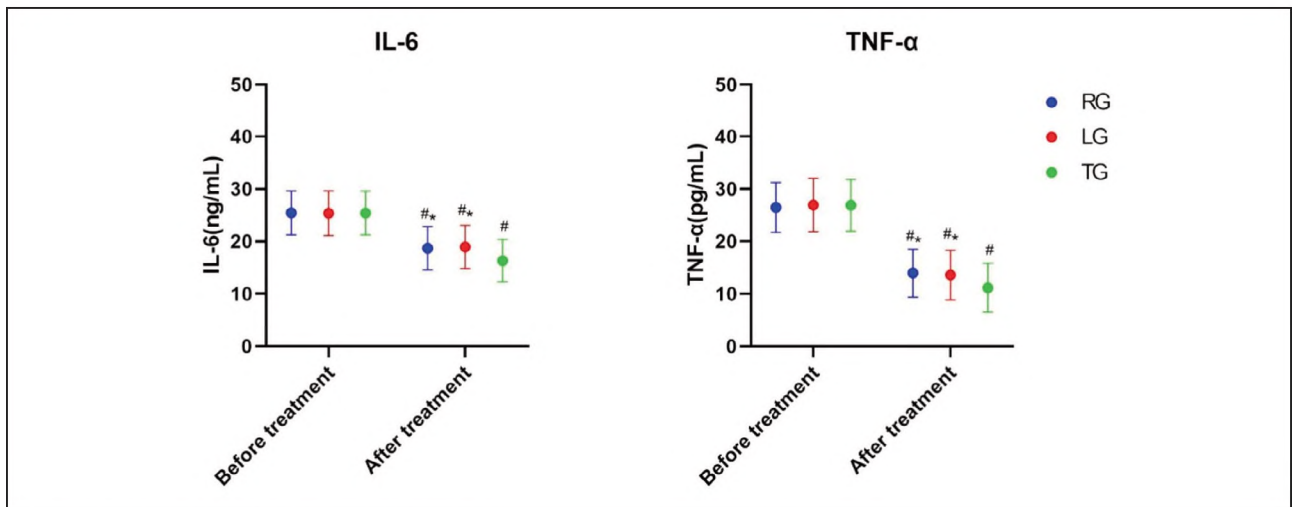 IL-6
IL-6(ng/mL)
50
40
30
20
10
0
#* #* #
Before treatment
After treatment
TNF-α
TNF-α(pg/mL)
50
40
30
20
10
0
#* #* #
Before treatment
After treatment
RG
LG
TG